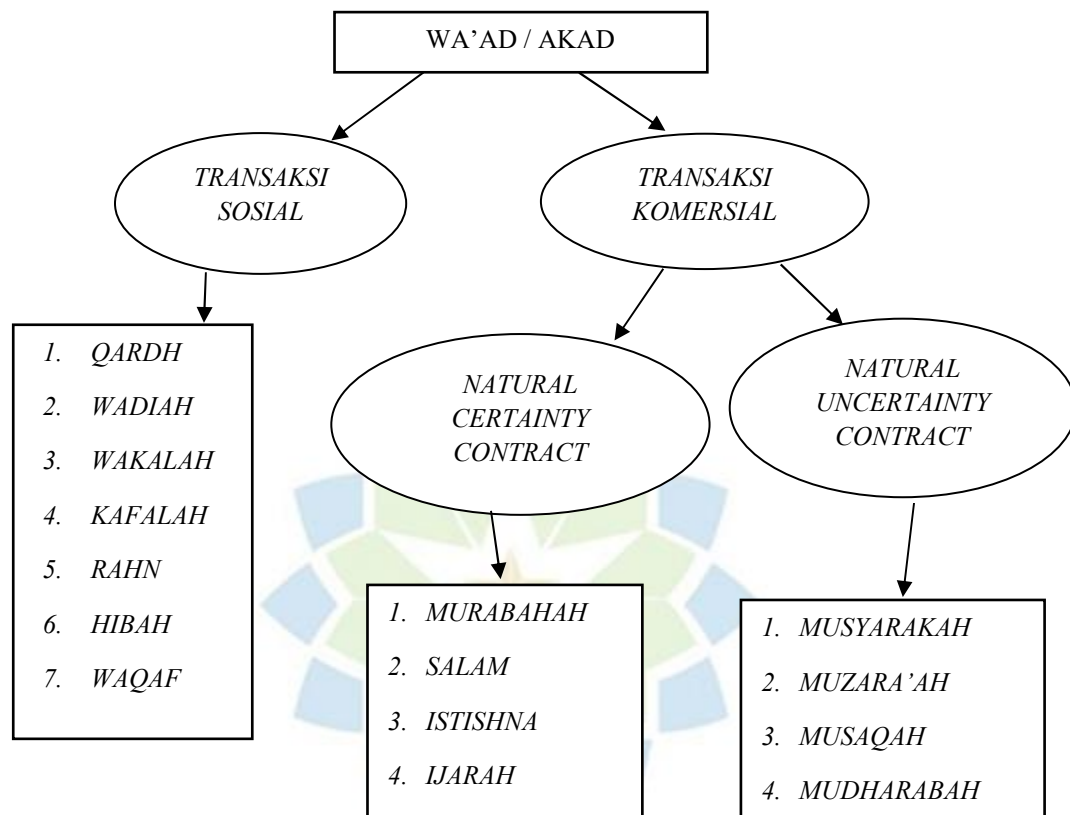 WA’AD / AKAD
TRANSAKSI
SOSIAL
TRANSAKSI
KOMERSIAL
1. QARDH
2. WADIAH
3. WAKALAH
4. KAFALAH
5. RAHN
6. HIBAH
7. WAQAF
NATURAL
CERTAINTY
CONTRACT
NATURAL
UNCERTAINTY
CONTRACT
1. MURABAHAH
2. SALAM
3. ISTISHNA
4. IJARAH
1. MUSYARAKAH
2. MUZARA’AH
3. MUSAQAH
4. MUDHARABAH